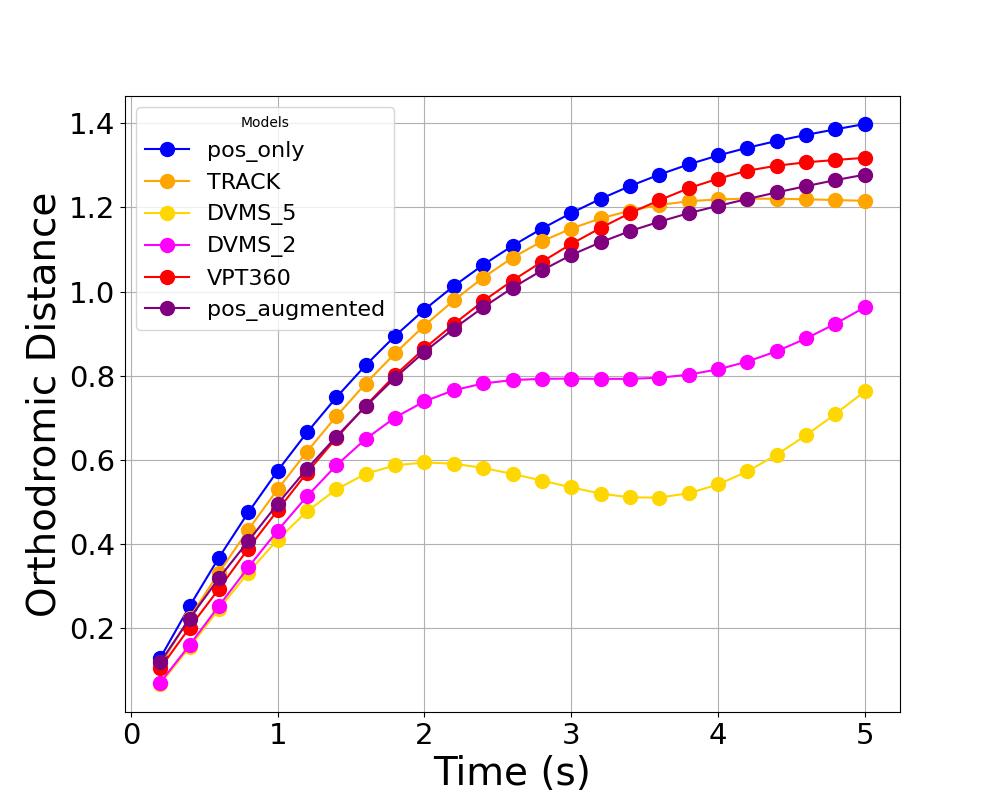 Models
pos_only
TRACK
DVMS_5
DVMS_2
VPT360
pos_augmented
1.4
1.2
1.0
0.8
0.6
0.4
0.2
Orthodromic Distance
0 1 2 3 4 5
Time (s)